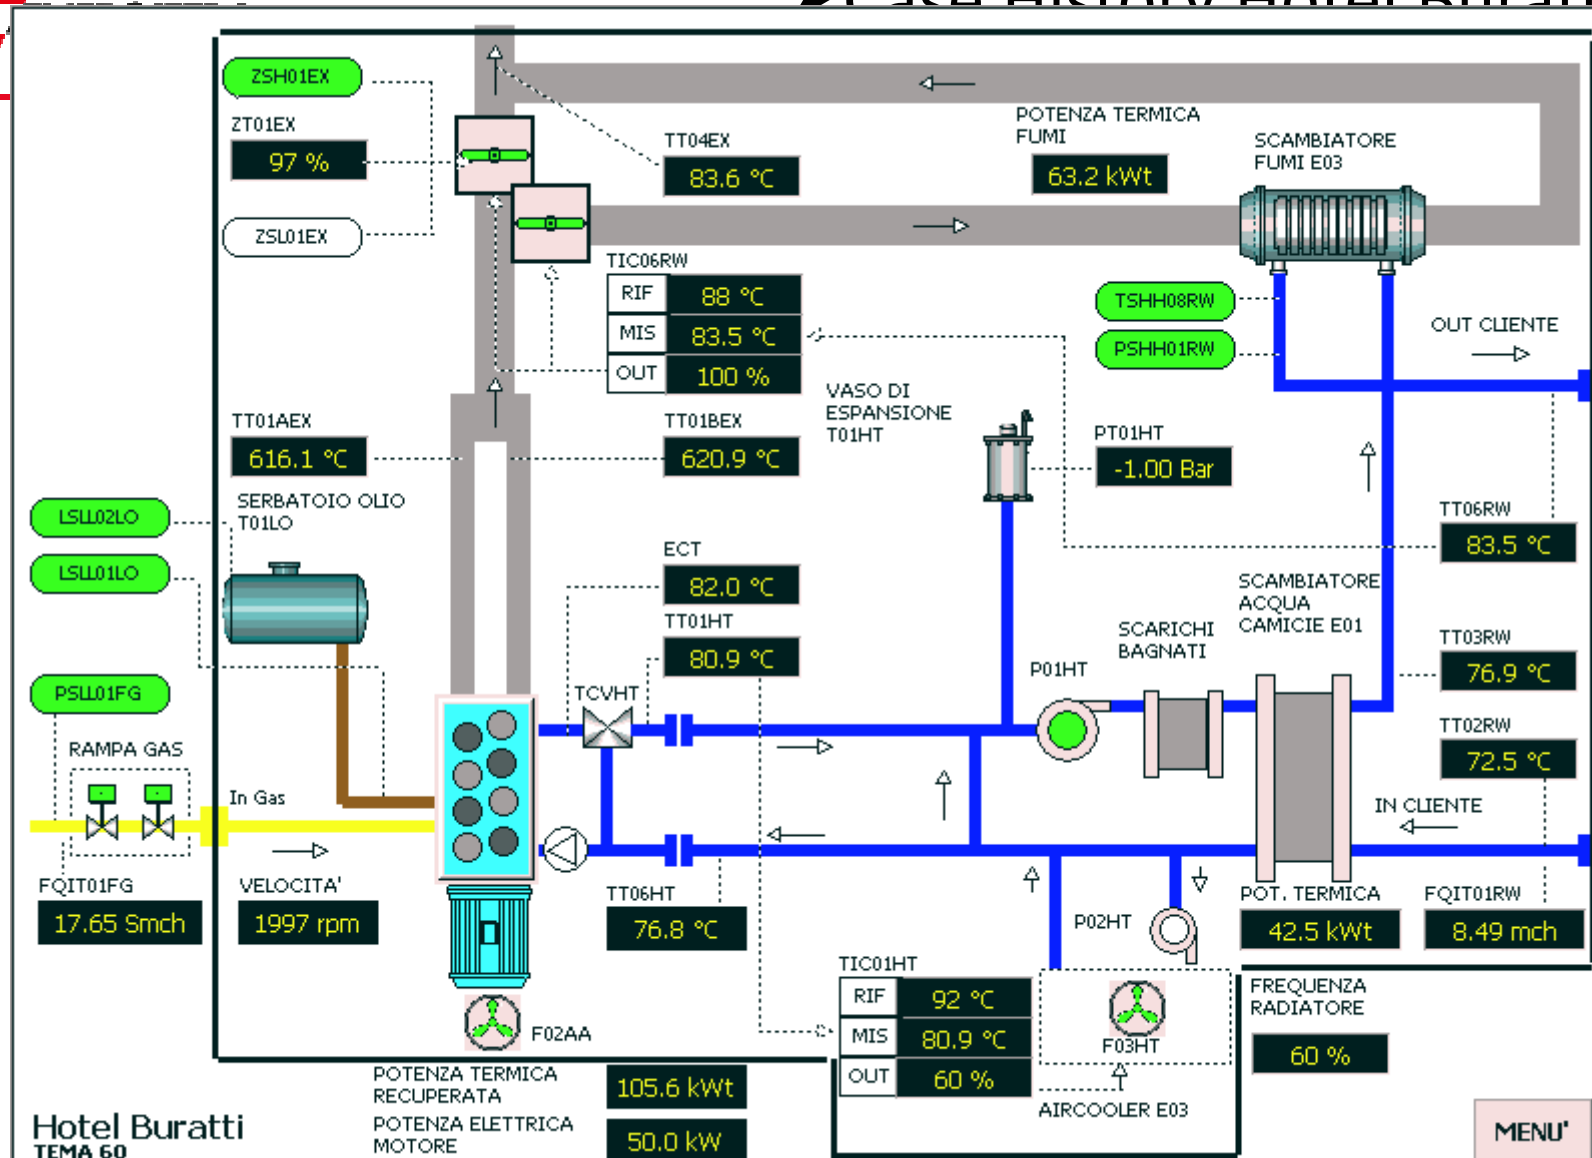 Case History Hotel Buratti
ZSH01EX
ZT01EX
97 %
ZSL01EX
TT04EX
83.6 °C
POTENZA TERMICA
FUMI
63.2 kWt
SCAMBIATORE
FUMI E03
TIC06RW
RIF 88 °C
MIS 83.5 °C
OUT 100 %
TSHH08RW
PSHH01RW
OUT CLIENTE
VASO DI
ESPANSIONE
T01HT
TT01AEX
616.1 °C
TT01BEX
620.9 °C
PT01HT
-1.00 Bar
SERBATOIO OLIO
T01LO
LSLL02LO
LSLL01LO
TT06RW
83.5 °C
ECT
82.0 °C
TT01HT
80.9 °C
SCAMBIATORE
ACQUA
CAMICIE E01
SCARICHI
BAGNATI
TT03RW
76.9 °C
PSLL01FG
TCVHT
P01HT
TT02RW
72.5 °C
RAMPA GAS
In Gas
IN CLIENTE
FQIT01FG
17.65 Smch
VELOCITA'
1997 rpm
TT06HT
76.8 °C
P02HT
POT. TERMICA
42.5 kWt
FQIT01RW
8.49 mch
TIC01HT
RIF 92 °C
MIS 80.9 °C
OUT 60 %
F03HT
AIRCOOLER E03
FREQUENZA
RADIATORE
60 %
F02AA
POTENZA TERMICA
RECUPERATA
105.6 kWt
POTENZA ELETTRICA
MOTORE
50.0 kW
Hotel Buratti
TEMA 60
MENU'